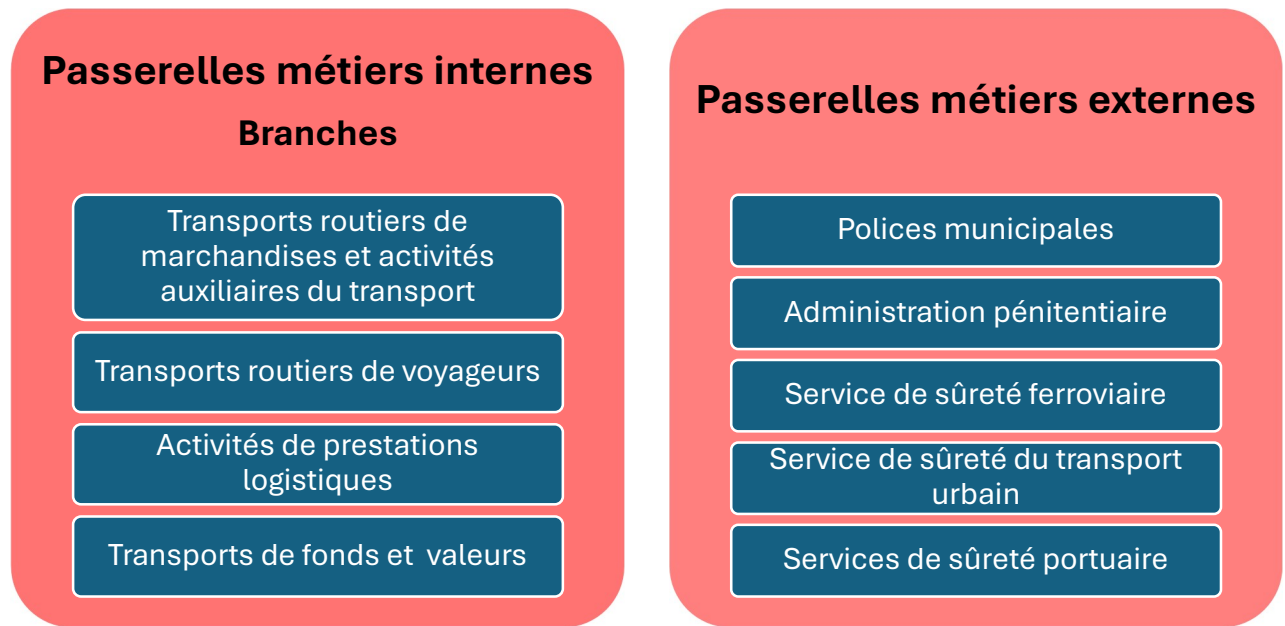 Passerelles métiers internes
Branches
Transports routiers de
marchandises et activités
auxiliaires du transport
Transports routiers de voyageurs
Activités de prestations
logistiques
Transports de fonds et  valeurs
Passerelles métiers externes
Polices municipales
Administration pénitentiaire
Service de sûreté ferroviaire
Service de sûreté du transport
urbain
Services de sûreté portuaire